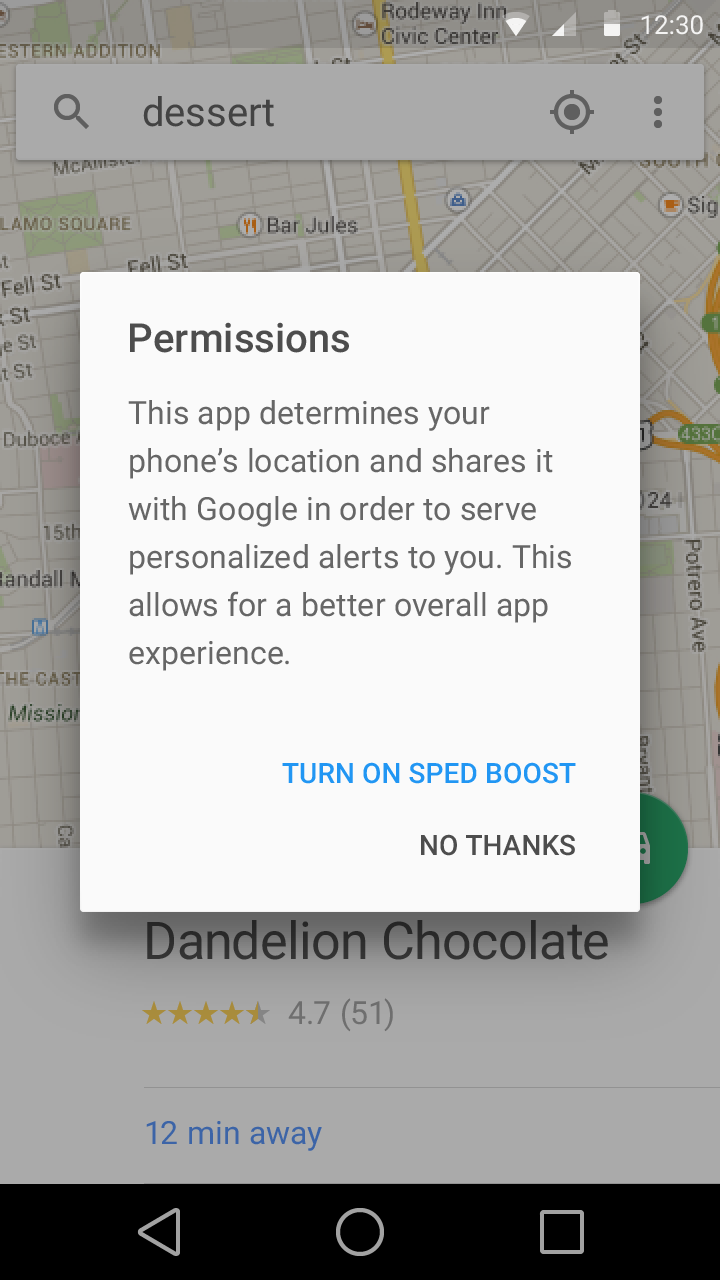 Rodeway Inn
Civic Center
12:30
ESTERN ADDITION
dessert
McAllis
LAMO SQUARE
Bar Jules
Sig
Fell St
Fell St
St
e St
t St
Permissions
This app determines your
phone’s location and shares it
with Google in order to serve
personalized alerts to you. This
allows for a better overall app
experience.
TURN ON SPED BOOST
NO THANKS
Duboce
4330
24
15th
Potrero Ave
M
THE CAST
Mission
Bryant
Ca
Dandelion Chocolate
4.7 (51)
12 min away